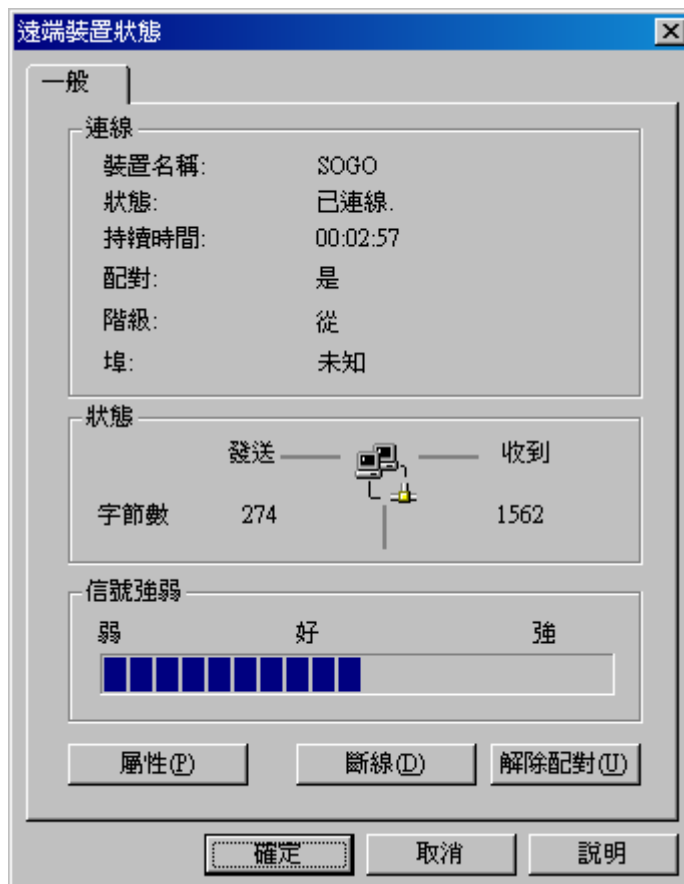 遠端裝置狀態
一般
連線
裝置名稱: SOGO
狀態: 已連線.
持續時間: 00:02:57
配對: 是
階級: 從
埠: 未知
狀態
發送 收到
字節數 274 1562
信號強弱
弱 好 強
屬性(P) 斷線(D) 解除配對(U)
確定 取消 說明